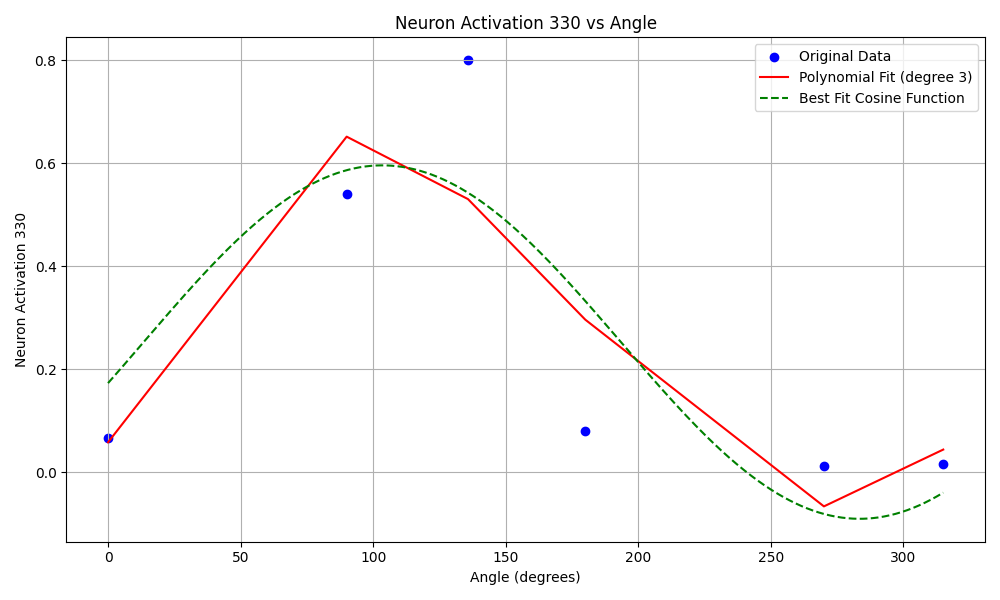 Neuron Activation 330 vs Angle
Original Data
Polynomial Fit (degree 3)
Best Fit Cosine Function
Neuron Activation 330
0.8
0.6
0.4
0.2
0.0
0 50 100 150 200 250 300
Angle (degrees)